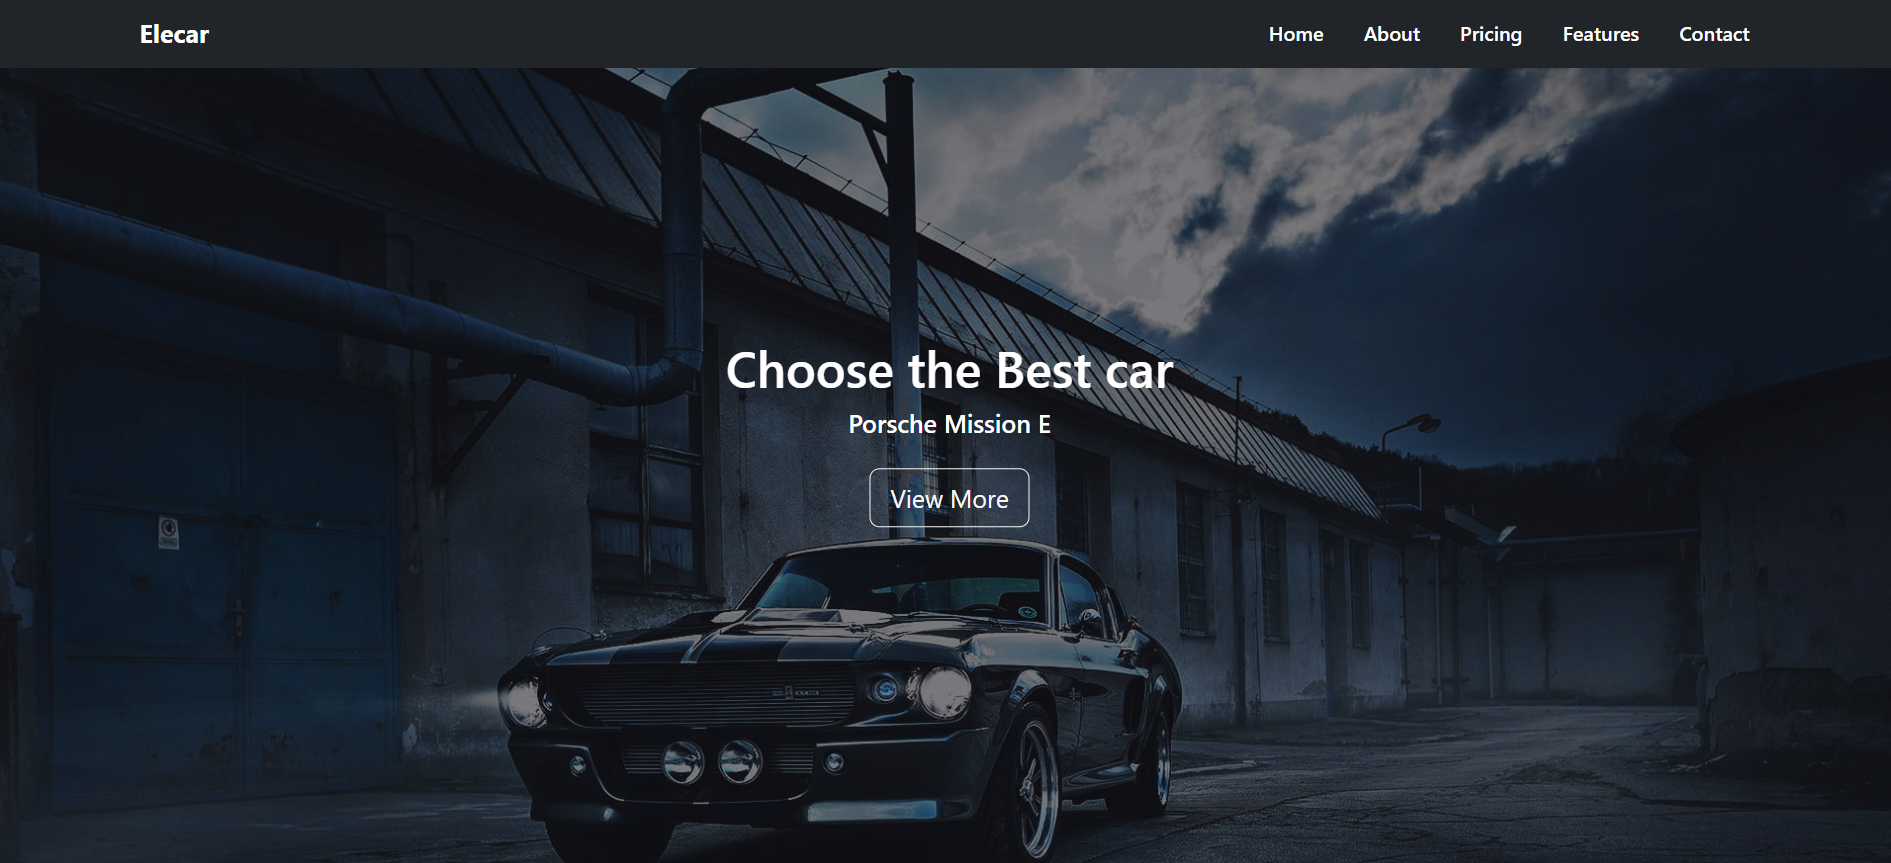 Elecar
Home
About
Pricing
Features
Contact
Choose the Best car
Porsche Mission E
View More